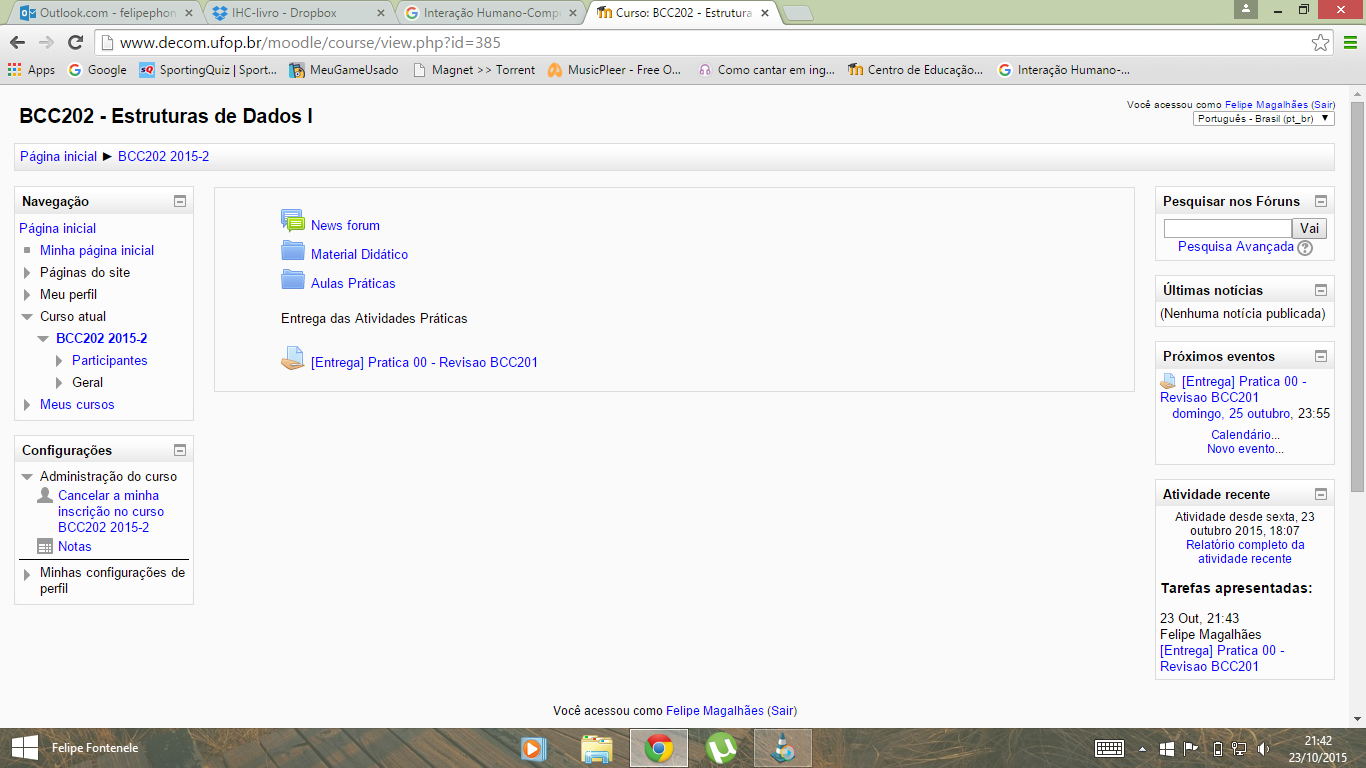 Outlook.com - felipephon
IHC-livro - Dropbox
Interação Humano-Comp
Curso: BCC202 - Estrutura
www.decom.ufop.br/moodle/course/view.php?id=385
Apps
Google
SportingQuiz | Sport...
MeuGameUsado
Magnet >> Torrent
MusicPleer - Free O...
Como cantar em ing...
Centro de Educação...
Interação Humano-...
BCC202 - Estruturas de Dados I
Você acessou como Felipe Magalhães (Sair)
Português - Brasil (pt_br)
Página inicial ► BCC202 2015-2
Navegação
Página inicial
Minha página inicial
Páginas do site
Meu perfil
Curso atual
BCC202 2015-2
Participantes
Geral
Meus cursos
Configurações
Administração do curso
Cancelar a minha
inscrição no curso
BCC202 2015-2
Notas
Minhas configurações de
perfil
News forum
Material Didático
Aulas Práticas
Entrega das Atividades Práticas
[Entrega] Pratica 00 - Revisao BCC201
Pesquisar nos Fóruns
Vai
Pesquisa Avançada ?
Últimas notícias
(Nenhuma notícia publicada)
Próximos eventos
[Entrega] Pratica 00 -
Revisao BCC201
domingo, 25 outubro, 23:55
Calendário...
Novo evento...
Atividade recente
Atividade desde sexta, 23
outubro 2015, 18:07
Relatório completo da
atividade recente
Tarefas apresentadas:
23 Out, 21:43
Felipe Magalhães
[Entrega] Pratica 00 -
Revisao BCC201
Você acessou como Felipe Magalhães (Sair)
Felipe Fontenele
21:42
23/10/2015